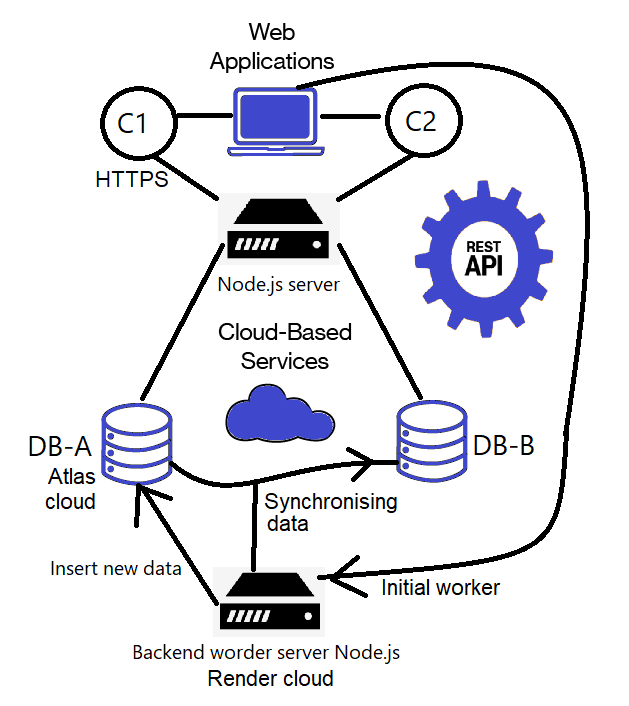 Web
Applications
C1
C2
HTTPS
REST
API
Node.js server
Cloud-Based
Services
DB-A
Atlas
cloud
DB-B
Synchronising
data
Insert new data
Initial worker
Backend worder server Node.js
Render cloud